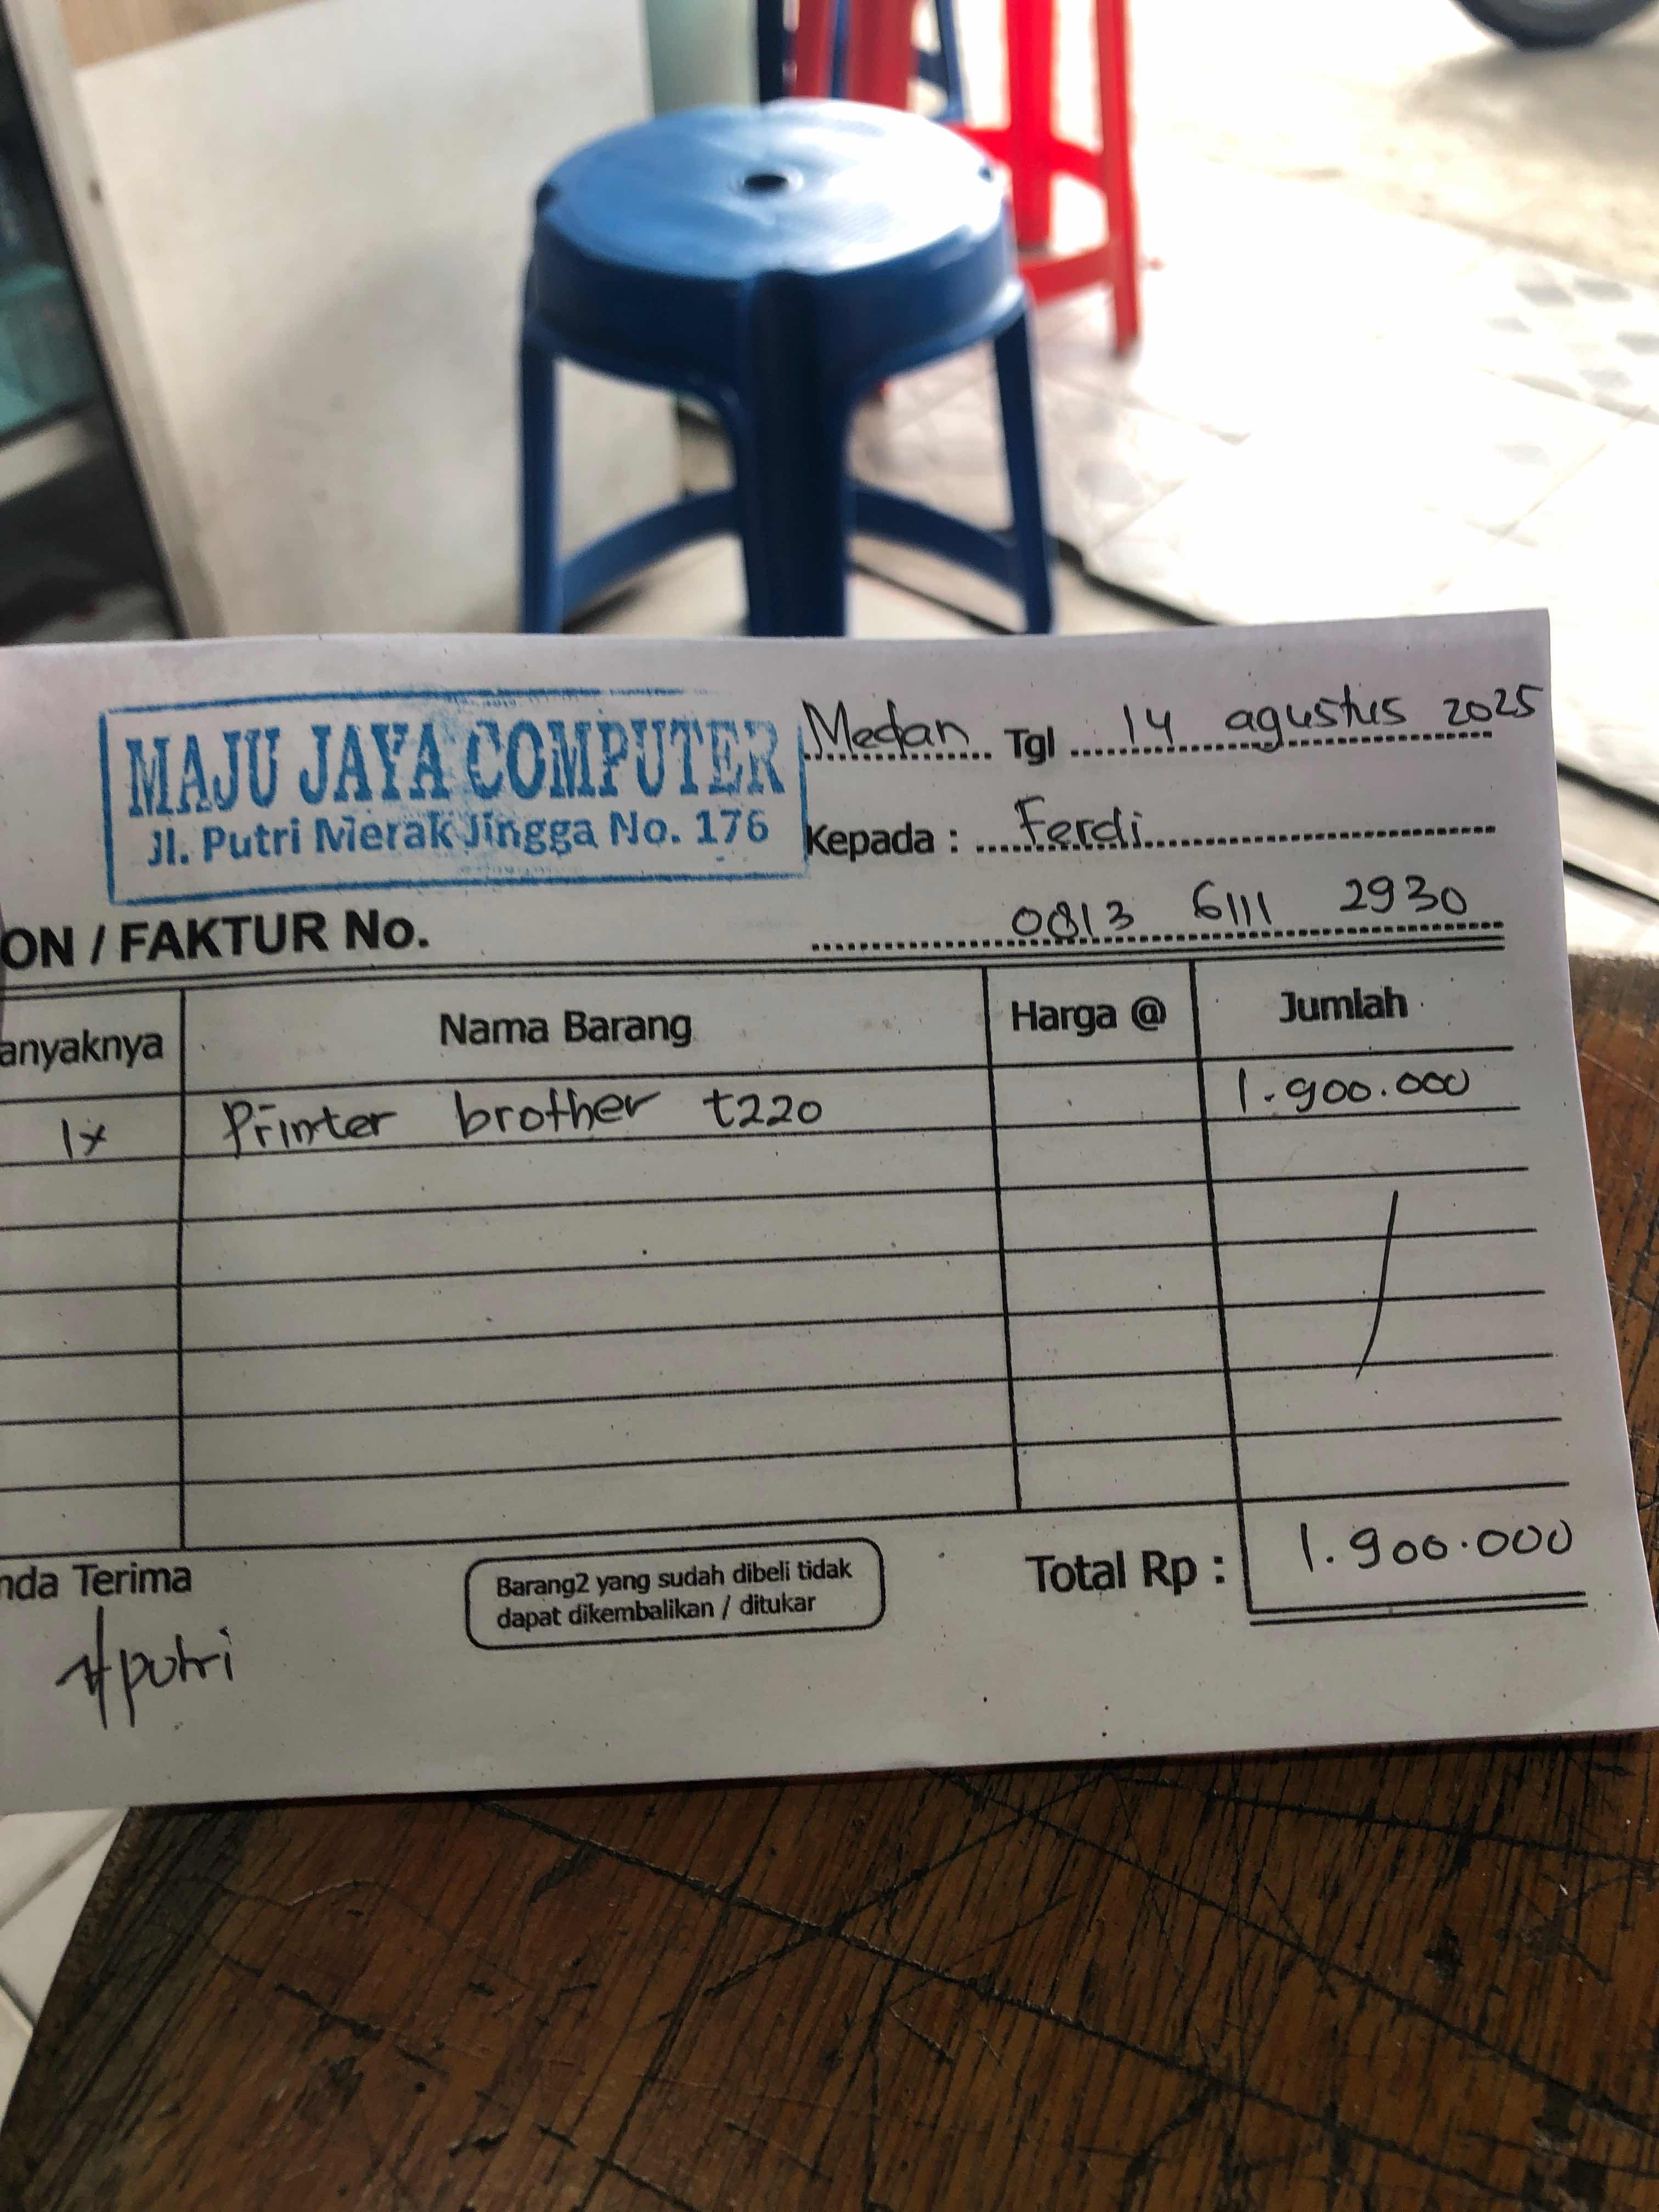 MAJU JAYA COMPUTER
Jl. Putri Merak Jingga No. 176
Medan Tgl 14 agustus 2025
Kepada : Ferdi
0813 6111 2930
ON / FAKTUR No.
anyaknya Nama Barang Harga @ Jumlah
1x Printer brother t220 1.900.000
nda Terima
putri
Barang2 yang sudah dibeli tidak
dapat dikembalikan / ditukar
Total Rp : 1.900.000